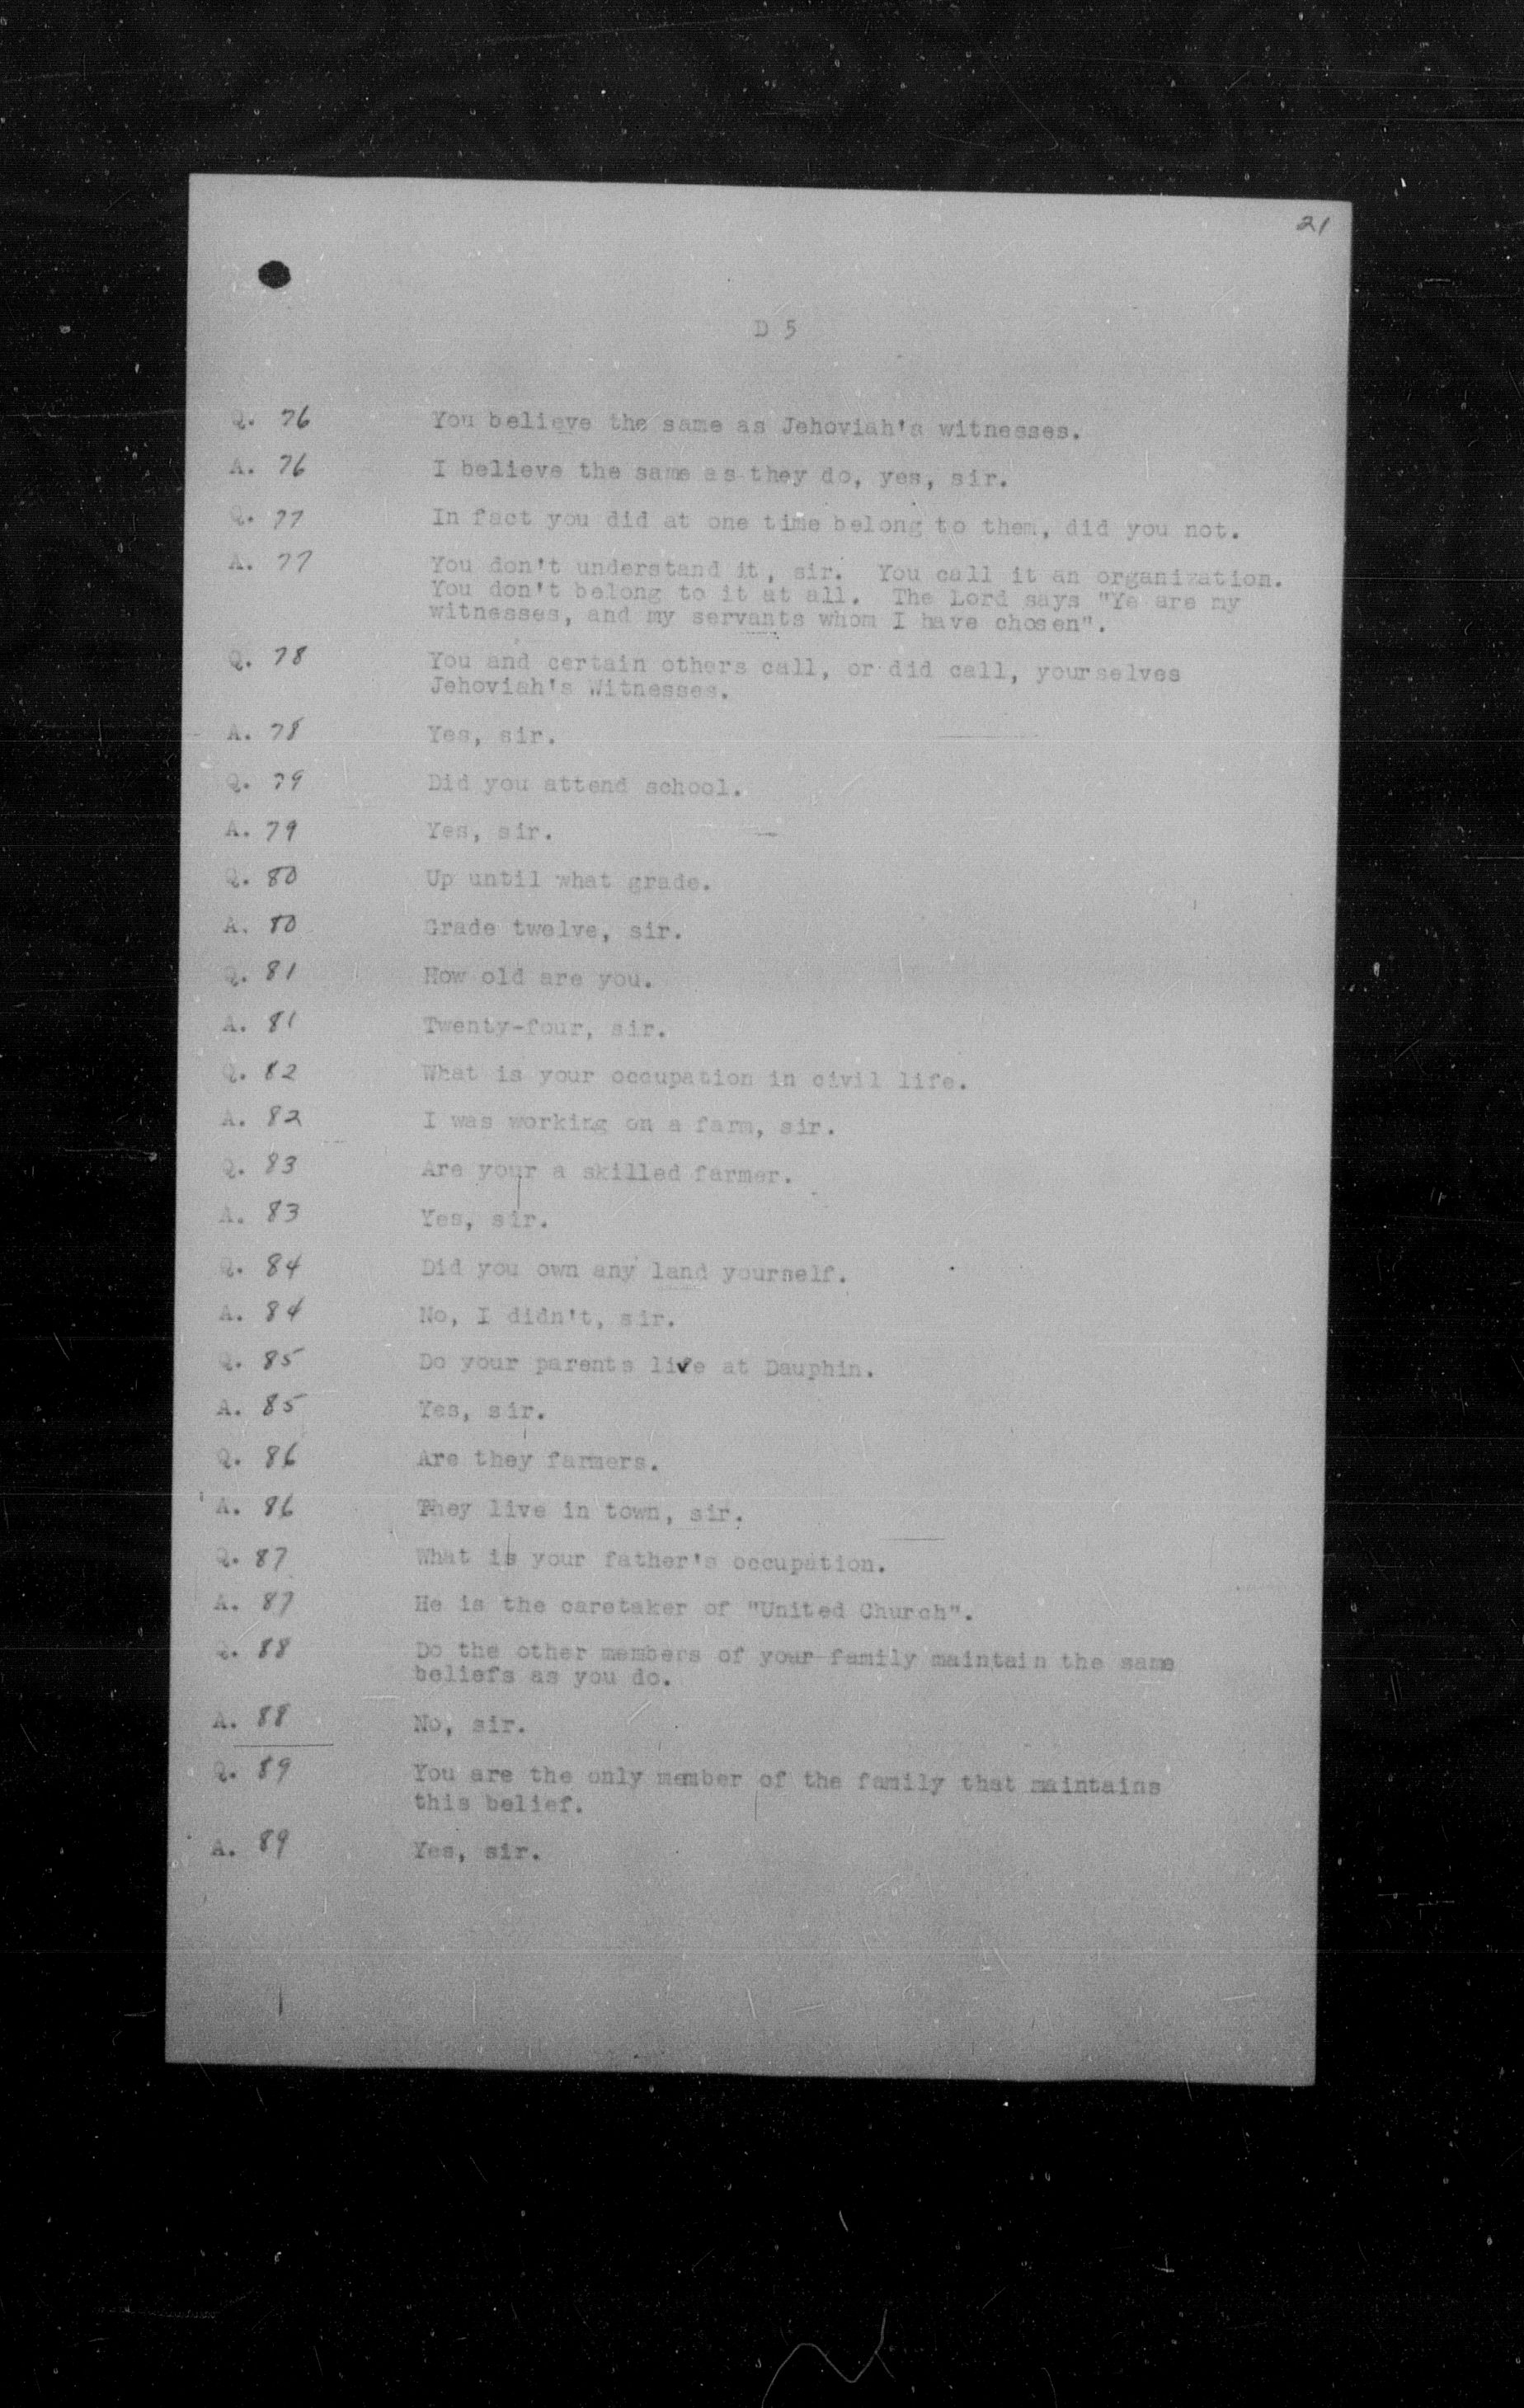 21
D 5
Q. 76 You believe the same as Jehoviah's witnesses.
A. 76 I believe the same as they do, yes, sir.
Q. 77 In fact you did at one time belong to them, did you not.
A. 77 You don't understand it, sir. You call it an organization.
You don't belong to it at all. The Lord says "Ye are my
witnesses, and my servants whom I have chosen".
Q. 78 You and certain others call, or did call, yourselves
Jehoviah's Witnesses.
A. 78 Yes, sir.
Q. 79 Did you attend school.
A. 79 Yes, sir.
Q. 80 Up until what grade.
A. 80 Grade twelve, sir.
Q. 81 How old are you.
A. 81 Twenty-four, sir.
Q. 82 What is your occupation in civil life.
A. 82 I was working on a farm, sir.
Q. 83 Are your a skilled farmer.
A. 83 Yes, sir.
Q. 84 Did you own any land yourself.
A. 84 No, I didn't, sir.
Q. 85 Do your parents live at Dauphin.
A. 85 Yes, sir.
Q. 86 Are they farmers.
A. 86 They live in town, sir.
Q. 87 What is your father's occupation.
A. 87 He is the caretaker of "United Church".
Q. 88 Do the other members of your family maintain the same
beliefs as you do.
A. 88 No, sir.
Q. 89 You are the only member of the family that maintains
this belief.
A. 89 Yes, sir.